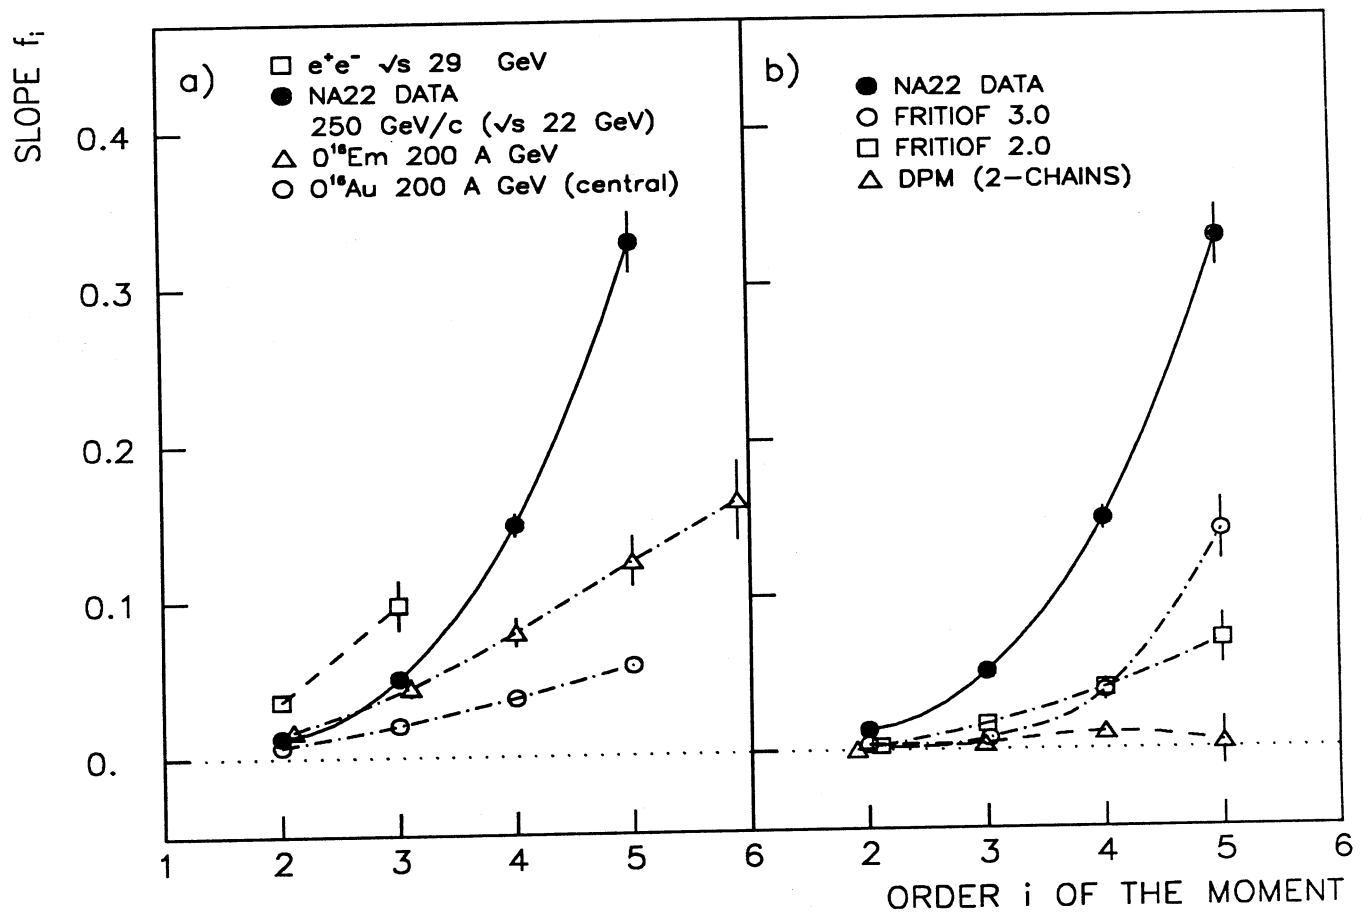 SLOPE fᵢ
a)
e⁺e⁻ √s 29 GeV
NA22 DATA
250 GeV/c (√s 22 GeV)
O¹⁶Em 200 A GeV
O¹⁶Au 200 A GeV (central)
b)
NA22 DATA
FRITIOF 3.0
FRITIOF 2.0
DPM (2-CHAINS)
0.4
0.3
0.2
0.1
0.
1 2 3 4 5 6 2 3 4 5 6
ORDER i OF THE MOMENT